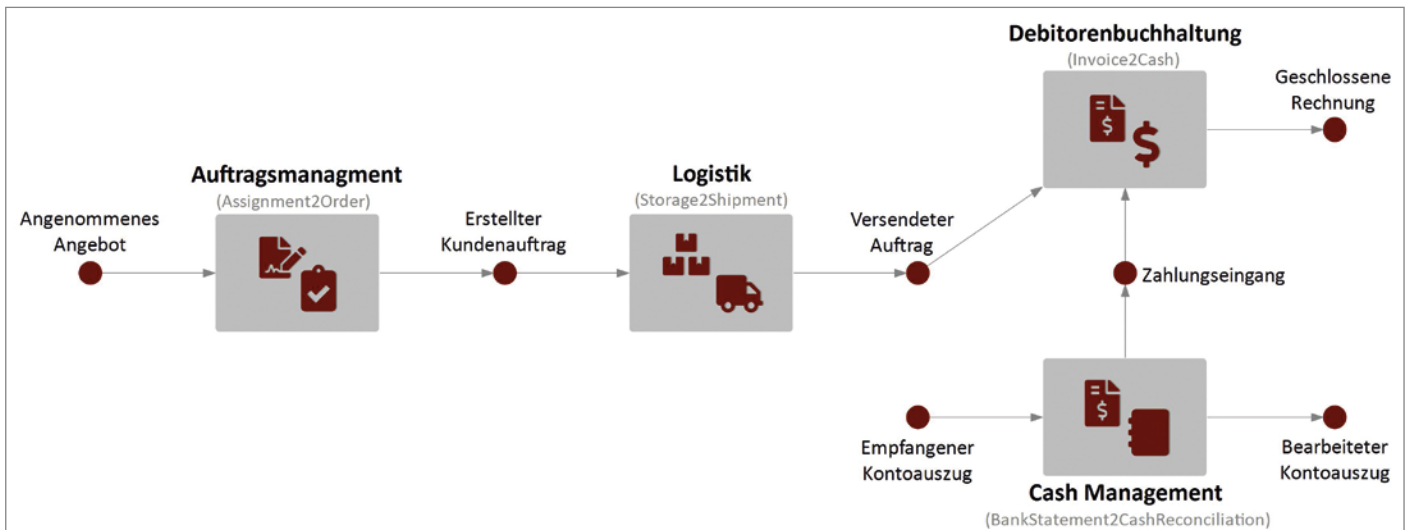 Debitorenbuchhaltung
(Invoice2Cash)
Geschlossene
Rechnung
$
$
Auftragsmanagment
(Assignment2Order)
Logistik
(Storage2Shipment)
Angenommenes
Angebot
Erstellter
Kundenauftrag
Versendeter
Auftrag
Zahlungseingang
$
Empfangener
Kontoauszug
Bearbeiteter
Kontoauszug
Cash Management
(BankStatement2CashReconciliation)